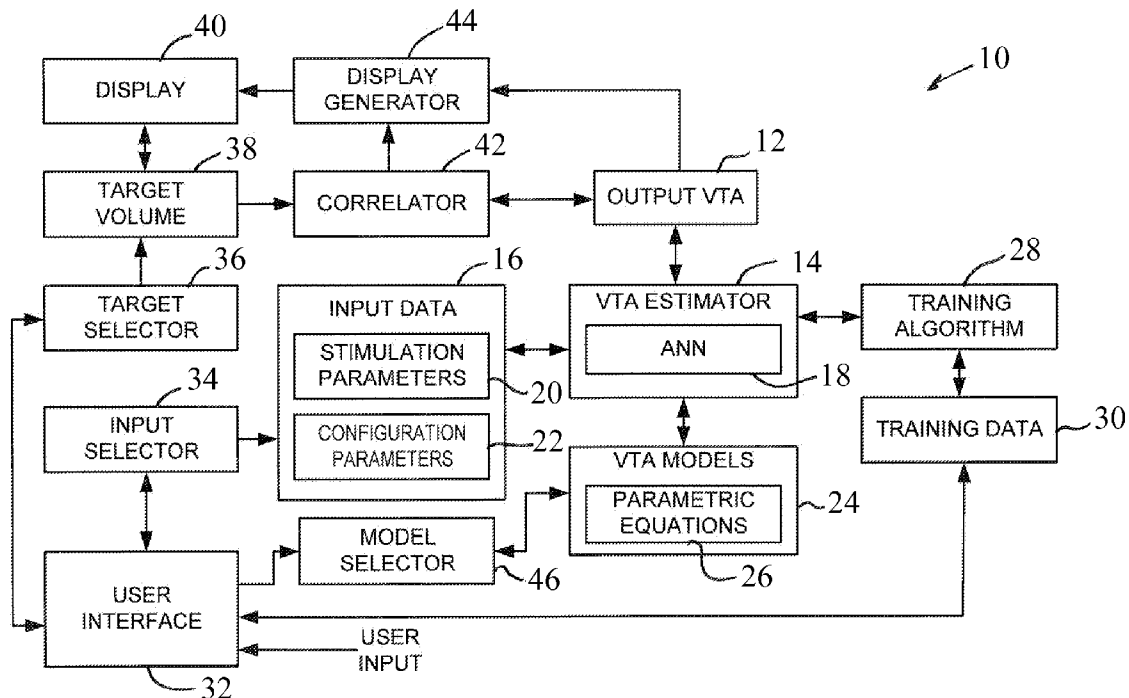 40
44
10
DISPLAY
DISPLAY
GENERATOR
38
42
12
TARGET
VOLUME
CORRELATOR
OUTPUT VTA
36
16
14
28
TARGET
SELECTOR
INPUT DATA
STIMULATION
PARAMETERS
20
CONFIGURATION
PARAMETERS
22
VTA ESTIMATOR
ANN
18
TRAINING
ALGORITHM
34
INPUT
SELECTOR
TRAINING DATA
30
VTA MODELS
PARAMETRIC
EQUATIONS
24
26
MODEL
SELECTOR
46
USER
INTERFACE
32
USER
INPUT